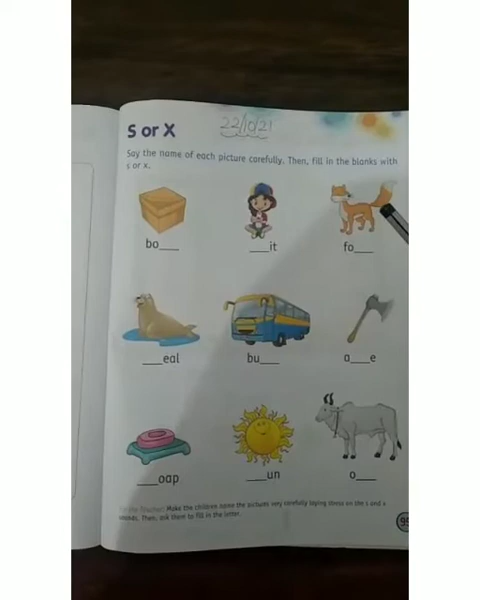 S or X
22/10/21
Say the name of each picture carefully. Then, fill in the blanks with
s or x.
bo___ ___it fo___
___eal bu___ a___e
___oap ___un o___
Make the children name the pictures very carefully laying stress on the s and x
sounds. Then, ask them to fill in the letter.